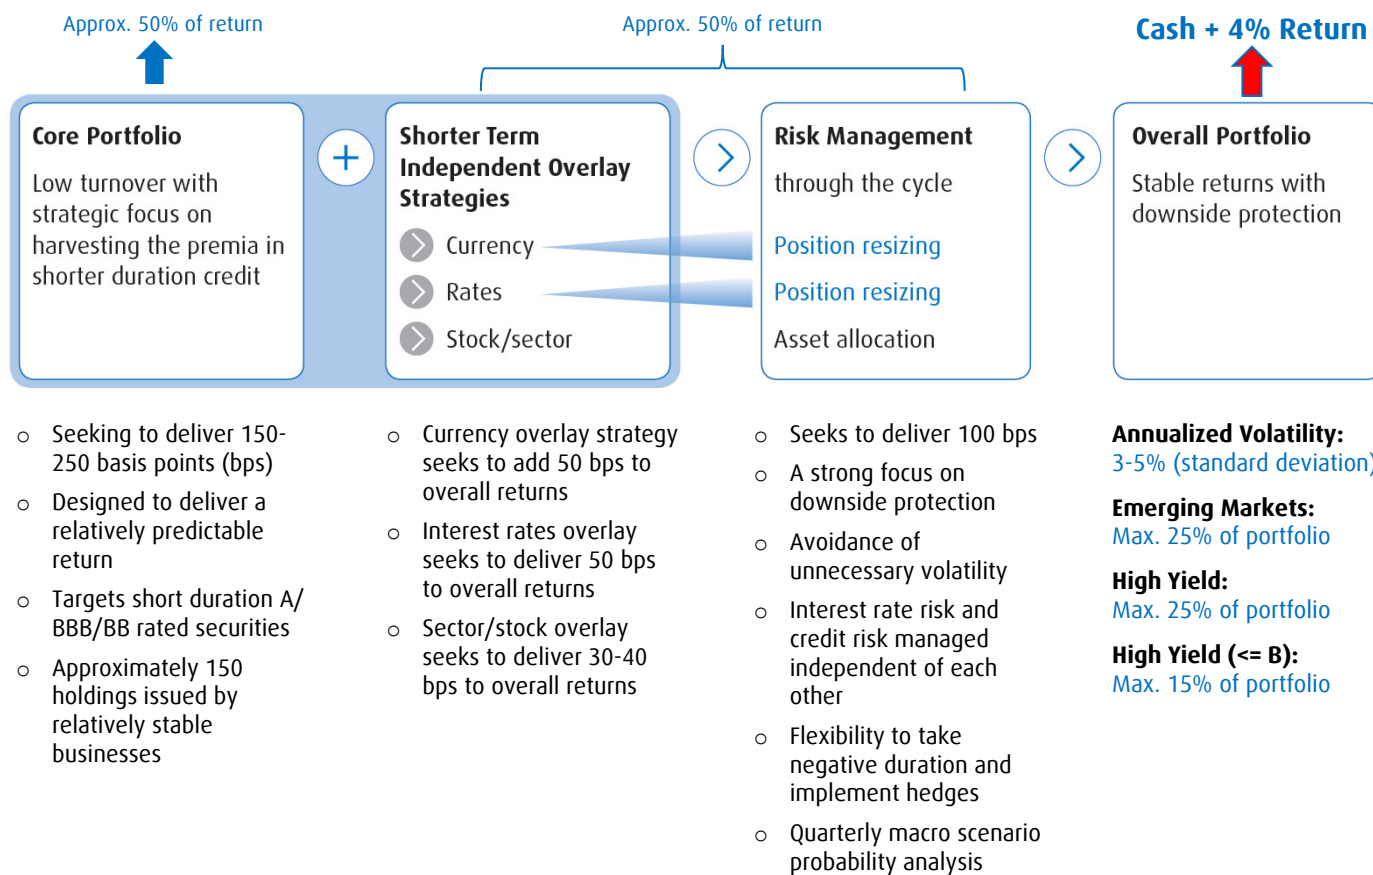 Approx. 50% of return
Approx. 50% of return
Cash + 4% Return
Core Portfolio
Low turnover with
strategic focus on
harvesting the premia in
shorter duration credit
+
Shorter Term
Independent Overlay
Strategies
Currency
Rates
Stock/sector
Risk Management
through the cycle
Position resizing
Position resizing
Asset allocation
Overall Portfolio
Stable returns with
downside protection
o Seeking to deliver 150-
250 basis points (bps)
o Designed to deliver a
relatively predictable
return
o Targets short duration A/
BBB/BB rated securities
o Approximately 150
holdings issued by
relatively stable
businesses
o Currency overlay strategy
seeks to add 50 bps to
overall returns
o Interest rates overlay
seeks to deliver 50 bps
to overall returns
o Sector/stock overlay
seeks to deliver 30-40
bps to overall returns
o Seeks to deliver 100 bps
o A strong focus on
downside protection
o Avoidance of
unnecessary volatility
o Interest rate risk and
credit risk managed
independent of each
other
o Flexibility to take
negative duration and
implement hedges
o Quarterly macro scenario
probability analysis
Annualized Volatility:
3-5% (standard deviation)
Emerging Markets:
Max. 25% of portfolio
High Yield:
Max. 25% of portfolio
High Yield (<= B):
Max. 15% of portfolio